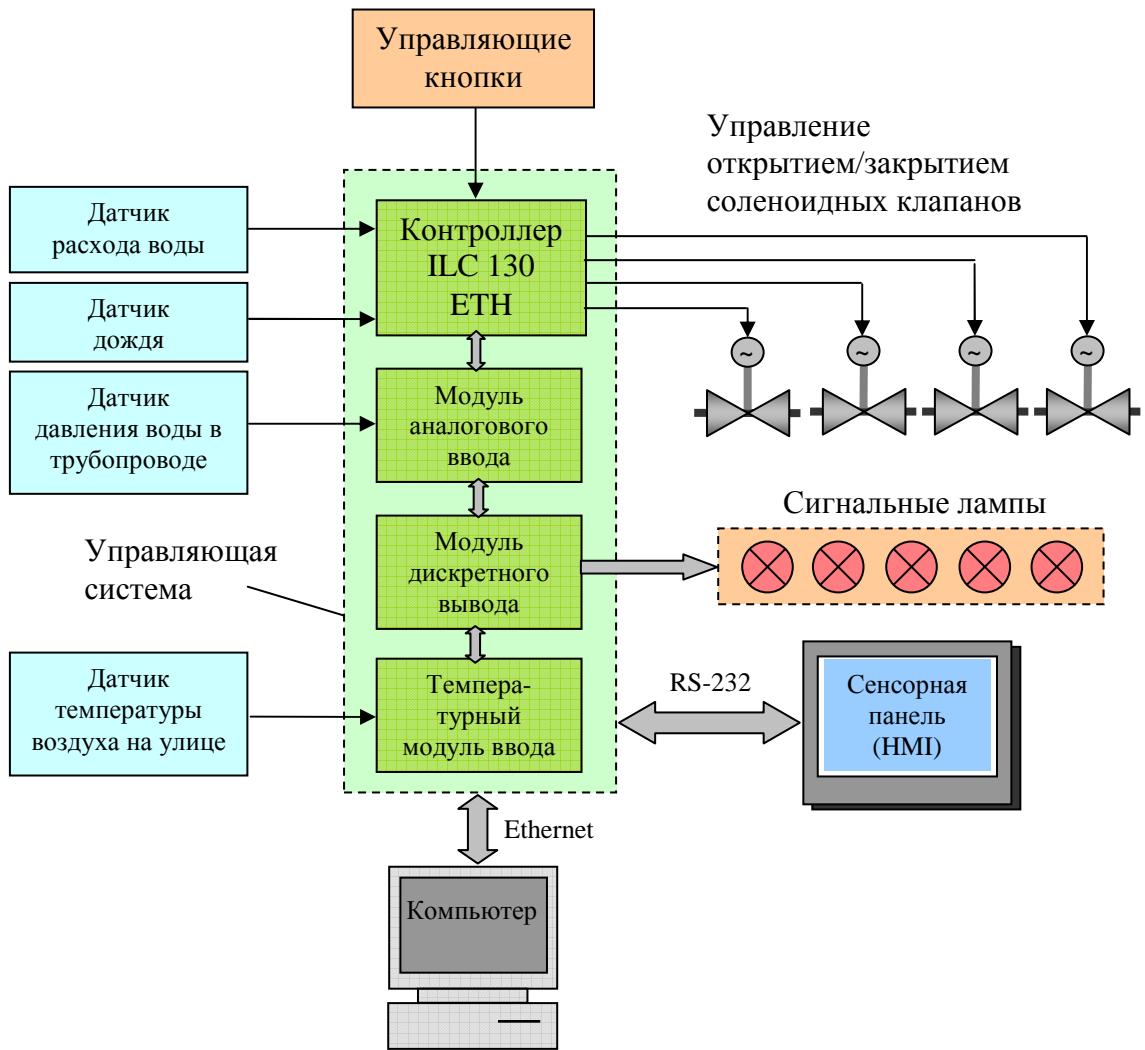 Управляющие
кнопки
Управление
открытием/закрытием
соленоидных клапанов
Датчик
расхода воды
Контроллер
ILC 130
ETH
Датчик
дождя
~
~
~
~
Датчик
давления воды в
трубопроводе
Модуль
аналогового
ввода
Сигнальные лампы
Управляющая
система
Модуль
дискретного
вывода
Датчик
температуры
воздуха на улице
Темпера-
турный
модуль ввода
RS-232
Сенсорная
панель
(HMI)
Ethernet
Компьютер